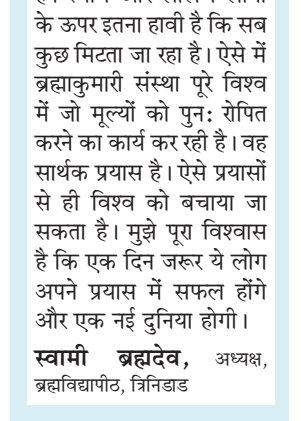 के ऊपर इतना हावी है कि सब
कुछ मिटता जा रहा है। ऐसे में
ब्रह्माकुमारी संस्था पूरे विश्व
में जो मूल्यों को पुन: रोपित
करने का कार्य कर रही है। वह
सार्थक प्रयास है। ऐसे प्रयासों
से ही विश्व को बचाया जा
सकता है। मुझे पूरा विश्वास
है कि एक दिन जरूर ये लोग
अपने प्रयास में सफल होंगे
और एक नई दुनिया होगी।
स्वामी ब्रह्मदेव, अध्यक्ष,
ब्रह्मविद्यापीठ, त्रिनिडाड